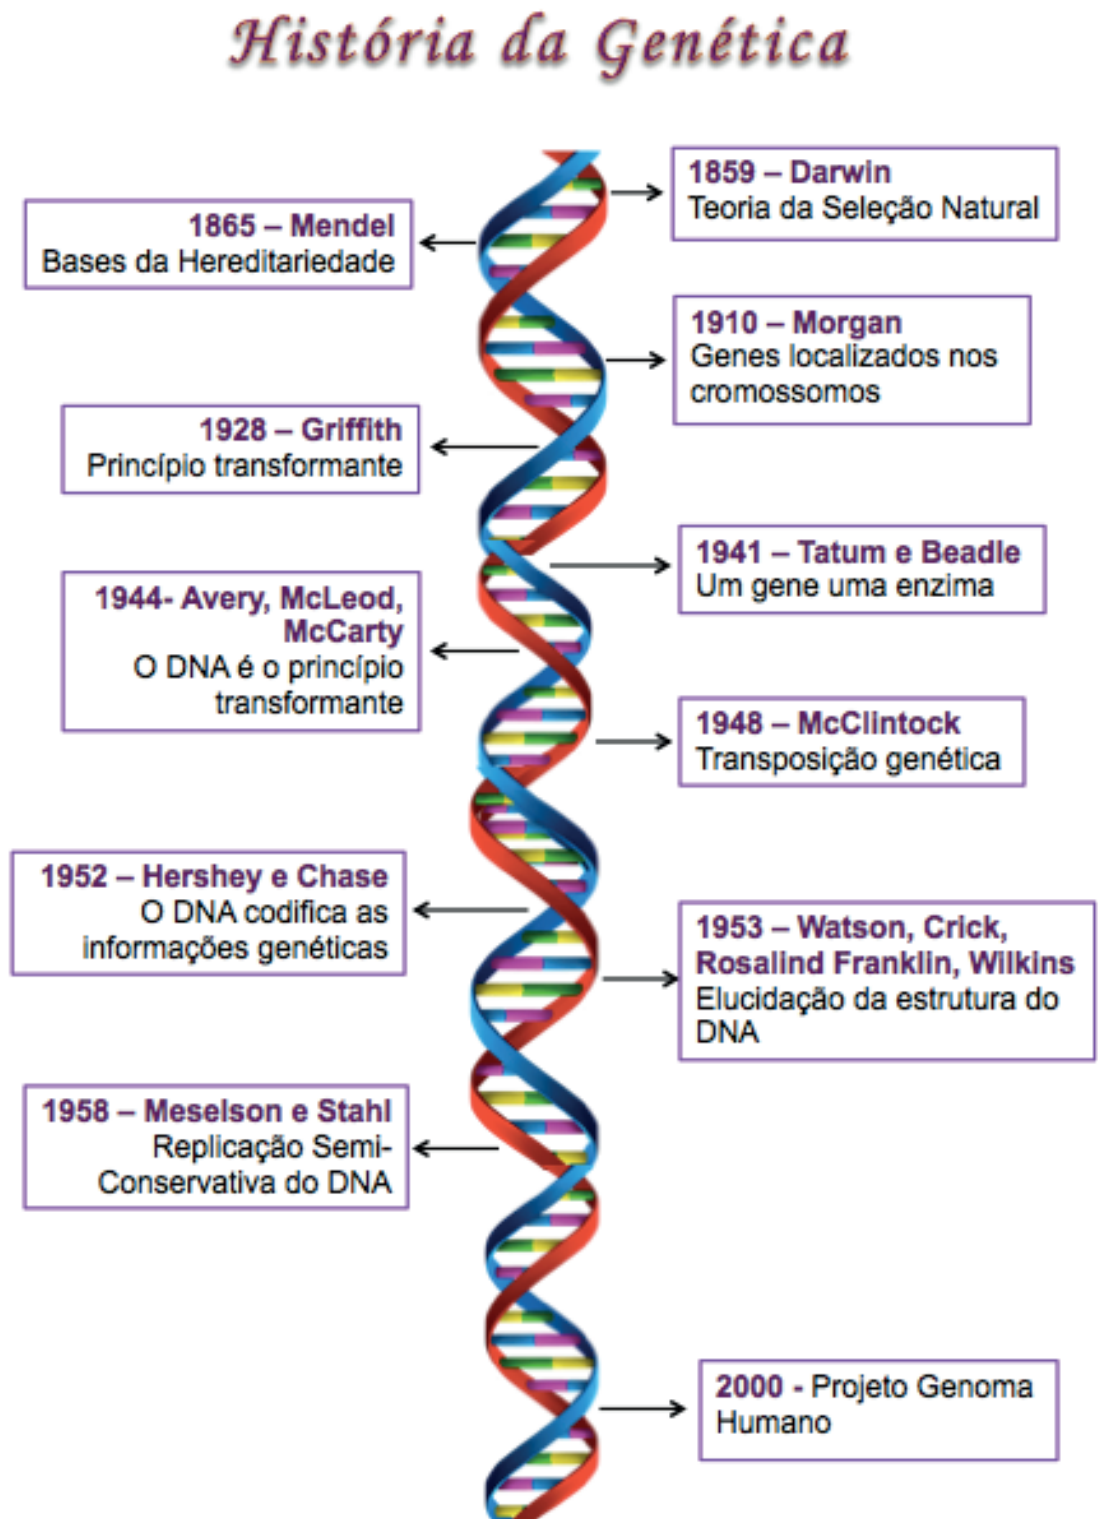 História da Genética
1859 – Darwin
Teoria da Seleção Natural
1865 – Mendel
Bases da Hereditariedade
1910 – Morgan
Genes localizados nos
cromossomos
1928 – Griffith
Princípio transformante
1941 – Tatum e Beadle
Um gene uma enzima
1944- Avery, McLeod,
McCarty
O DNA é o princípio
transformante
1948 – McClintock
Transposição genética
1952 – Hershey e Chase
O DNA codifica as
informações genéticas
1953 – Watson, Crick,
Rosalind Franklin, Wilkins
Elucidação da estrutura do
DNA
1958 – Meselson e Stahl
Replicação Semi-
Conservativa do DNA
2000 - Projeto Genoma
Humano